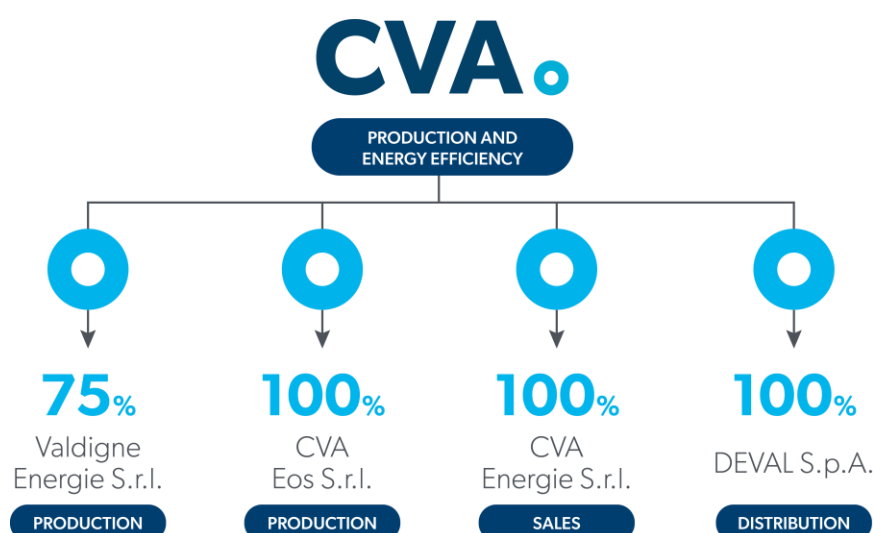 CVA
PRODUCTION AND
ENERGY EFFICIENCY
75%
Valdigne
Energie S.r.l.
PRODUCTION
100%
CVA
Eos S.r.l.
PRODUCTION
100%
CVA
Energie S.r.l.
SALES
100%
DEVAL S.p.A.
DISTRIBUTION